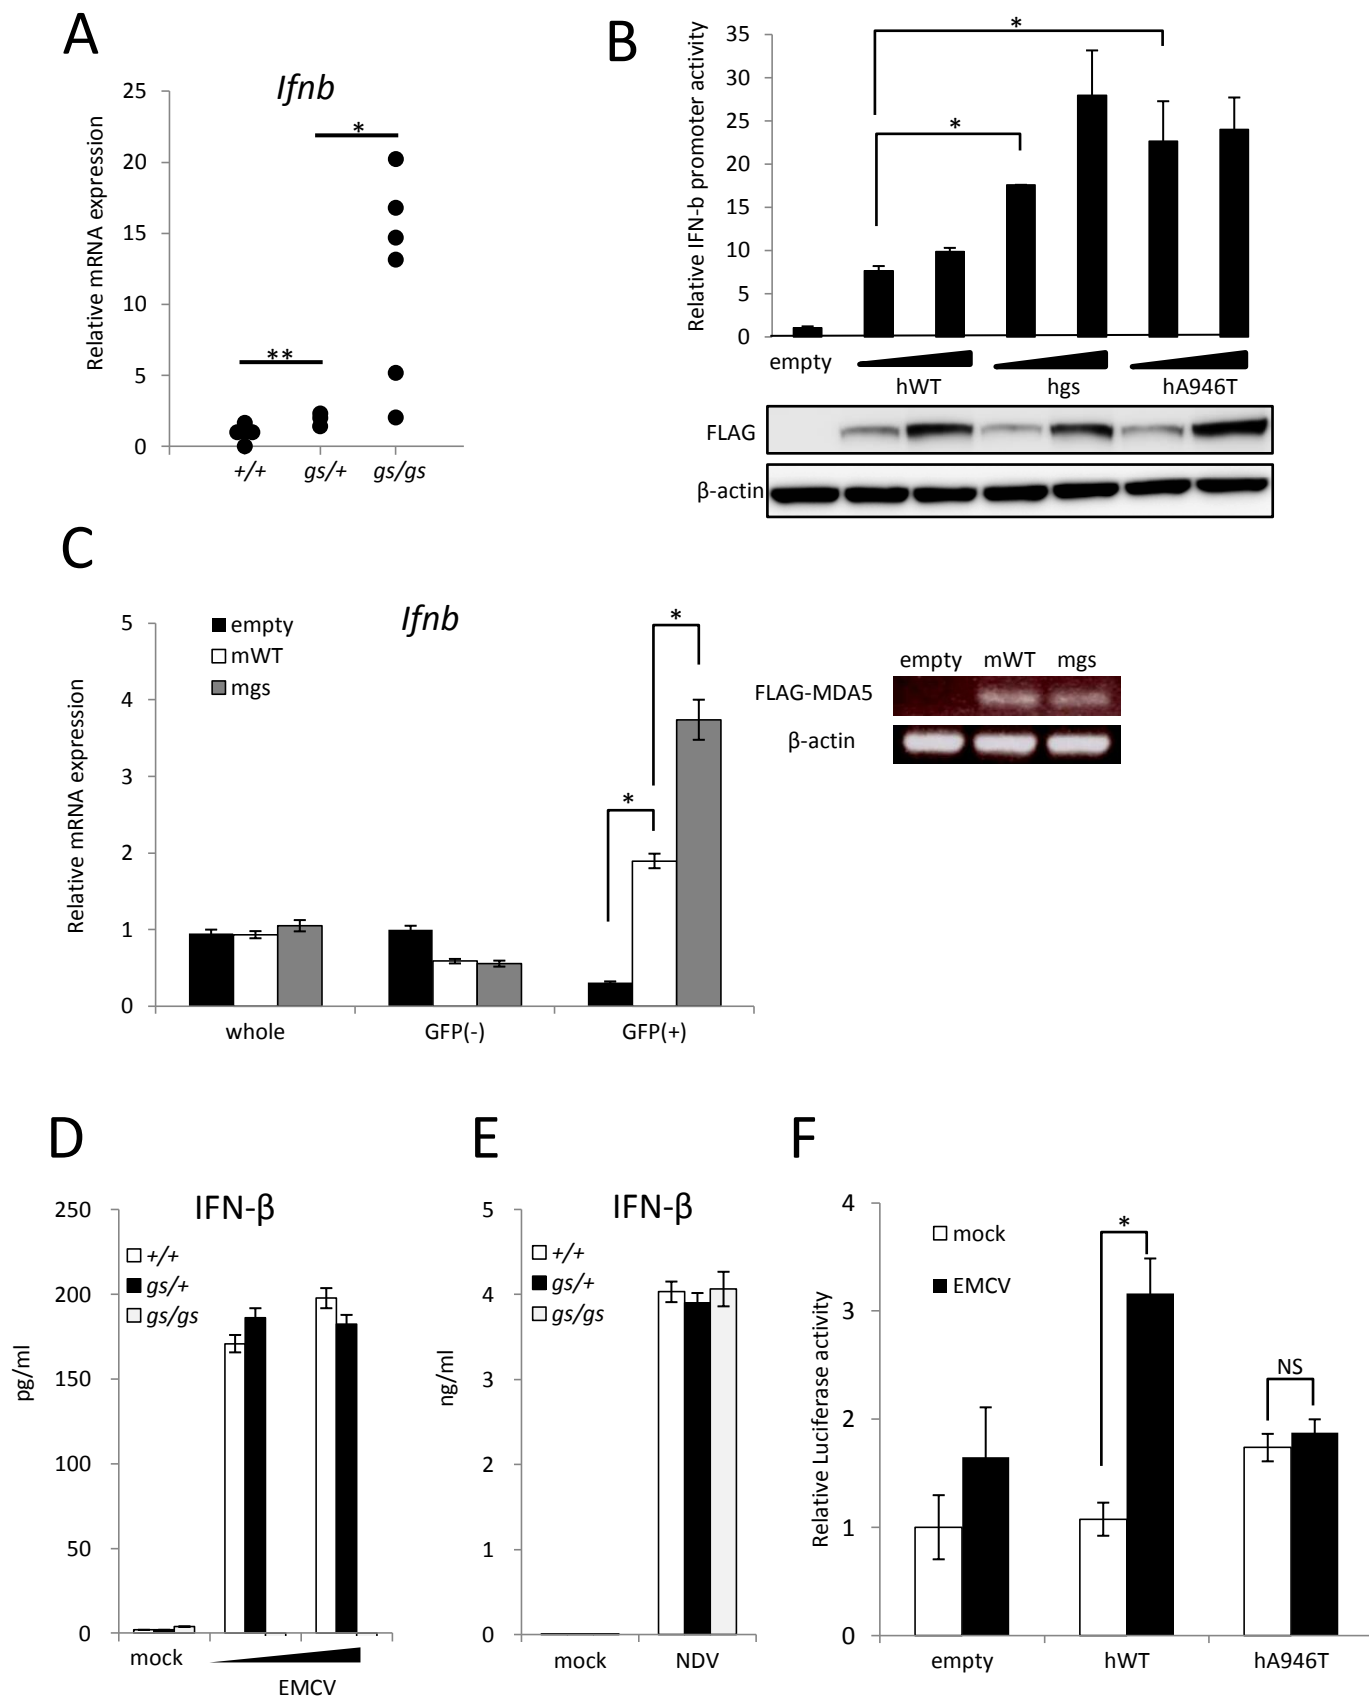 A
Ifnb
Relative mRNA expression
25
20
15
10
5
0
*
**
+/+ gs/+ gs/gs
B
Relative IFN-b promoter activity
35
30
25
20
15
10
5
0
*
*
empty
hWT hgs hA946T
FLAG
β-actin
C
Ifnb
Relative mRNA expression
5
4
3
2
1
0
empty
mWT
mgs
*
*
whole GFP(-) GFP(+)
empty mWT mgs
FLAG-MDA5
β-actin
D
IFN-β
pg/ml
250
200
150
100
50
0
+/+
gs/+
gs/gs
mock
EMCV
E
IFN-β
ng/ml
5
4
3
2
1
0
+/+
gs/+
gs/gs
mock NDV
F
Relative Luciferase activity
4
3
2
1
0
mock
EMCV
*
NS
empty hWT hA946T